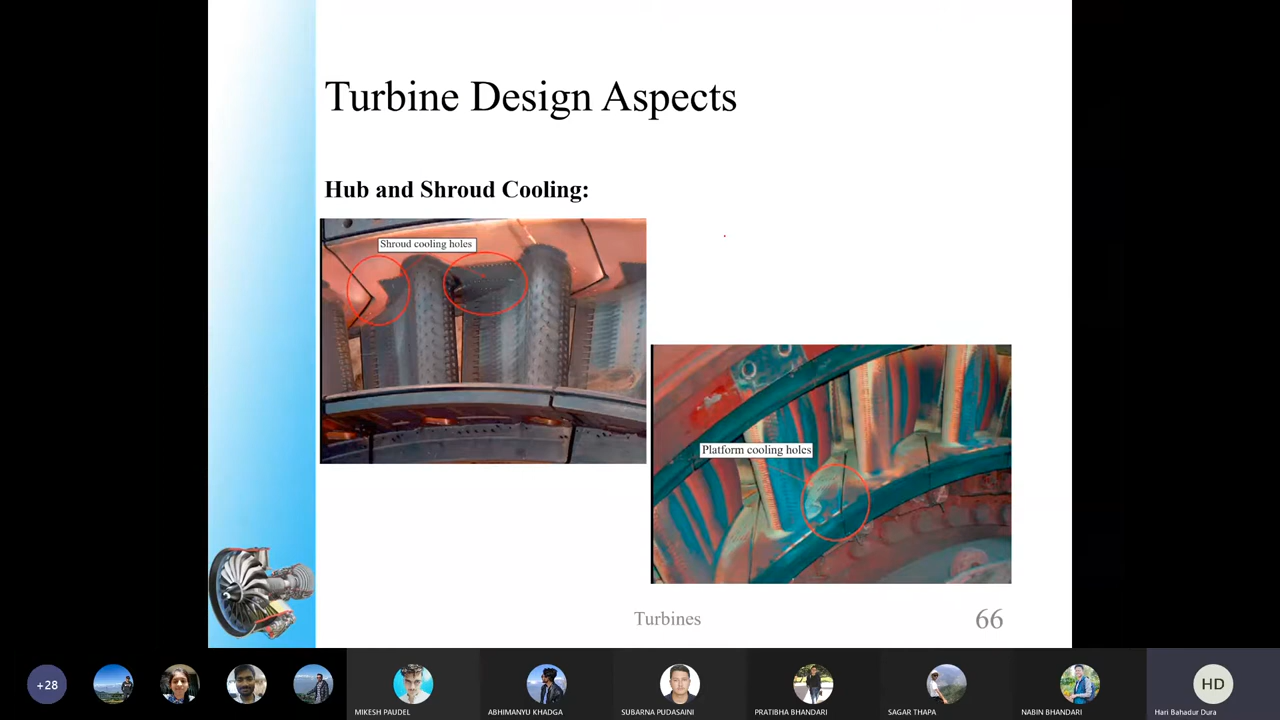 Turbine Design Aspects
Hub and Shroud Cooling:
Shroud cooling holes
Platform cooling holes
Turbines
66
+28
MIKESH PAUDEL
ABHIMANYU KHADGA
SUBARNA PUDASAINI
PRATIBHA BHANDARI
SAGAR THAPA
NABIN BHANDARI
HD
Hari Bahadur Dura